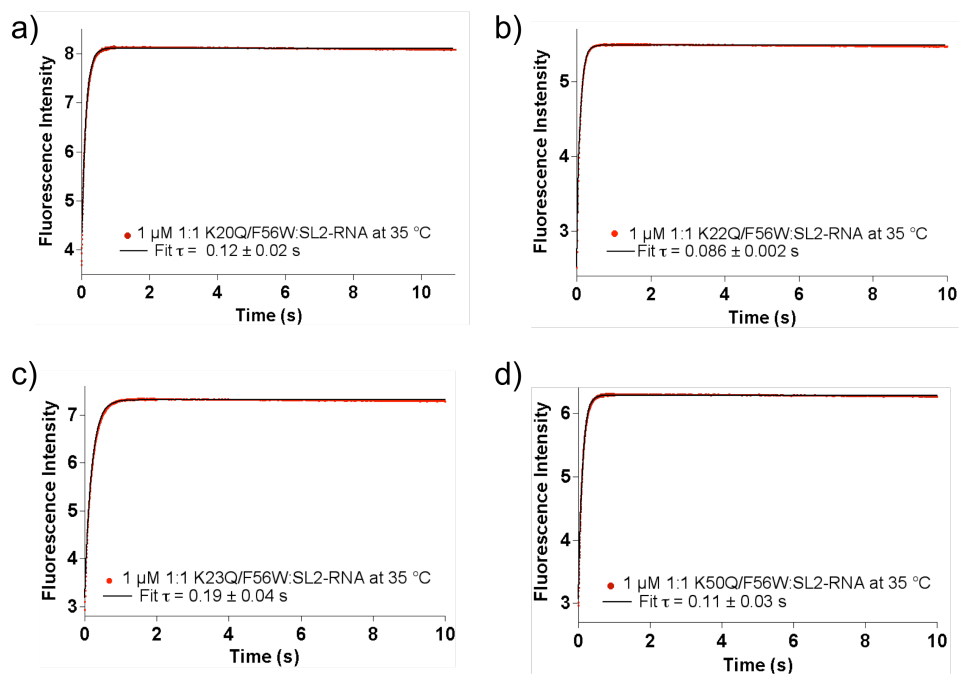 a)
Fluorescence Intensity
8
7
6
5
4
1 µM 1:1 K20Q/F56W:SL2-RNA at 35 °C
Fit τ = 0.12 ± 0.02 s
0 2 4 6 8 10
Time (s)
b)
Fluorescence Instensity
5
4
3
1 µM 1:1 K22Q/F56W:SL2-RNA at 35 °C
Fit τ = 0.086 ± 0.002 s
0 2 4 6 8 10
Time (s)
c)
Fluorescence Intensity
7
6
5
4
3
1 µM 1:1 K23Q/F56W:SL2-RNA at 35 °C
Fit τ = 0.19 ± 0.04 s
0 2 4 6 8 10
Time (s)
d)
Fluorescence Intensity
6
5
4
3
1 µM 1:1 K50Q/F56W:SL2-RNA at 35 °C
Fit τ = 0.11 ± 0.03 s
0 2 4 6 8 10
Time (s)